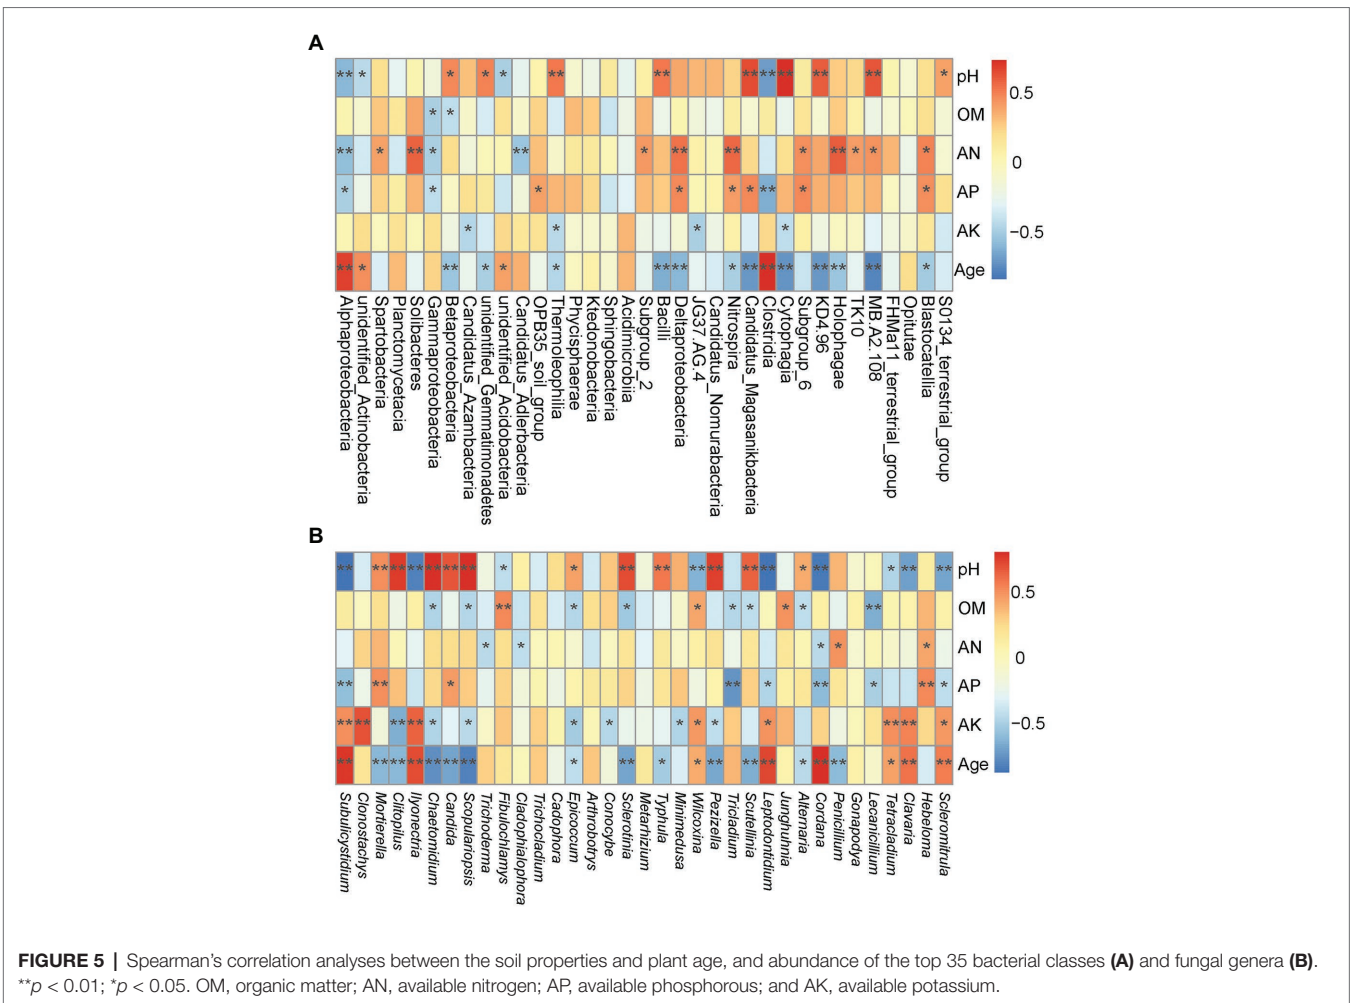 A
** * * * * ** ** ** ** ** ** ** *
pH
0.5
* *
OM
** * ** * ** * ** ** * ** * * *
AN
0
* * * * * * ** * *
AP
* * * *
AK
−0.5
** * ** * * * ** ** * ** ** ** ** ** ** *
Age
Alphaproteobacteria
unidentified_Actinobacteria
Spartobacteria
Planctomycetacia
Solibacteres
Gammaproteobacteria
Betaproteobacteria
Candidatus_Azambacteria
unidentified_Gemmatimonadetes
unidentified_Acidobacteria
Candidatus_Adlerbacteria
OPB35_soil_group
Thermoleophilia
Phycisphaerae
Ktedonobacteria
Sphingobacteria
Acidimicrobiia
Subgroup_2
Bacilli
Deltaproteobacteria
JG37.AG.4
Candidatus_Nomurabacteria
Nitrospira
Candidatus_Magasanikbacteria
Clostridia
Cytophagia
Subgroup_6
KD4.96
Holophagae
TK10
MB.A2.108
FHMa11_terrestrial_group
Opitutae
Blastocatellia
S0134_terrestrial_group
B
** ** ** ** ** ** ** * * ** ** ** ** ** ** * ** * ** **
pH
0.5
* * ** * * * * * * * **
OM
* * * * *
AN
0
** ** * ** * ** * ** *
AP
** ** ** ** * * * * * * * * ** ** *
AK
−0.5
** ** ** ** ** ** ** * ** * * ** ** ** * ** ** * ** **
Age
Subulicystidium
Clonostachys
Mortierella
Clitopilus
Ilyonectria
Chaetomidium
Candida
Scopulariopsis
Trichoderma
Fibulochlamys
Cladophialophora
Trichocladium
Cadophora
Epicoccum
Arthrobotrys
Conocybe
Sclerotinia
Metarhizium
Typhula
Minimedusa
Wilcoxina
Pezizella
Tricladium
Scutellinia
Leptodontidium
Junghuhnia
Alternaria
Cordana
Penicillium
Gonapodya
Lecanicillium
Tetracladium
Clavaria
Hebeloma
Scleromitrula
FIGURE 5 | Spearman’s correlation analyses between the soil properties and plant age, and abundance of the top 35 bacterial classes (A) and fungal genera (B).
**p < 0.01; *p < 0.05. OM, organic matter; AN, available nitrogen; AP, available phosphorous; and AK, available potassium.